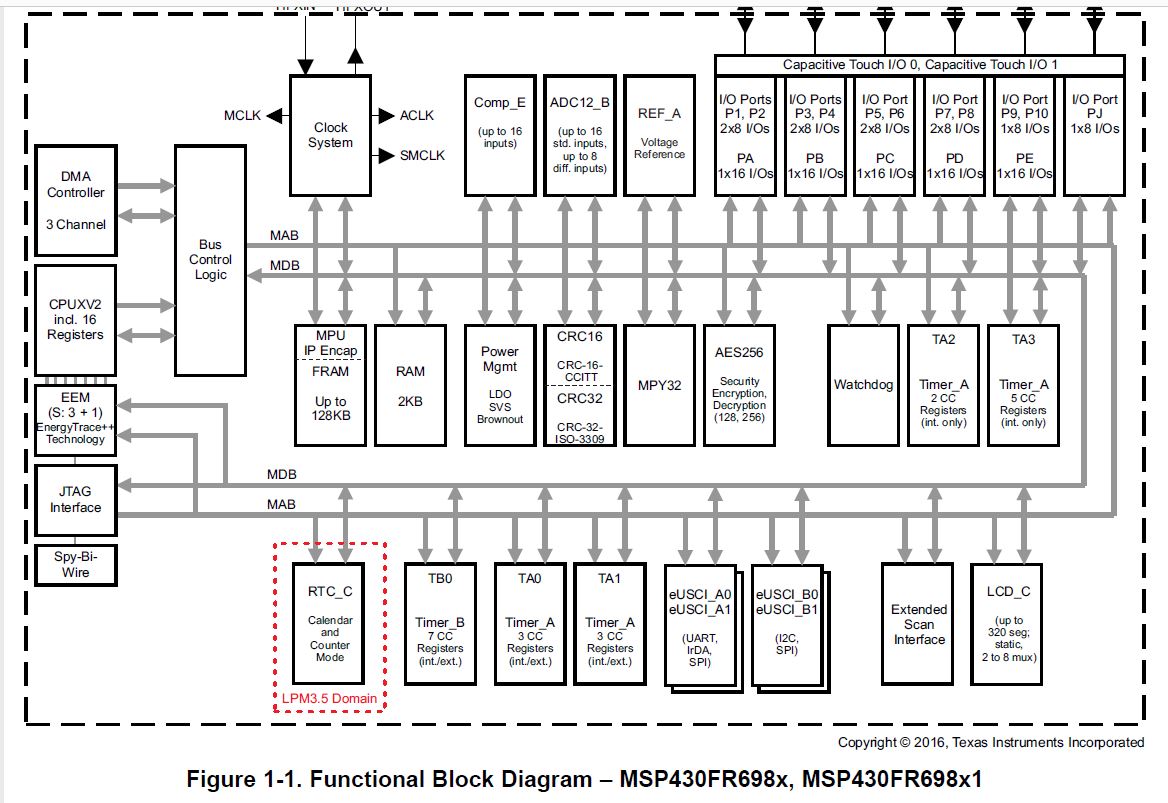 MCLK
Clock
System
ACLK
SMCLK
Comp_E
(up to 16
inputs)
ADC12_B
(up to 16
std. inputs,
up to 8
diff. inputs)
REF_A
Voltage
Reference
Capacitive Touch I/O 0, Capacitive Touch I/O 1
I/O Ports
P1, P2
2x8 I/Os
PA
1x16 I/Os
I/O Ports
P3, P4
2x8 I/Os
PB
1x16 I/Os
I/O Port
P5, P6
2x8 I/Os
PC
1x16 I/Os
I/O Port
P7, P8
2x8 I/Os
PD
1x16 I/Os
I/O Ports
P9, P10
1x8 I/Os
PE
1x16 I/Os
I/O Port
PJ
1x8 I/Os
DMA
Controller
3 Channel
Bus
Control
Logic
MAB
MDB
CPUXV2
incl. 16
Registers
EEM
(S: 3 + 1)
EnergyTrace++
Technology
JTAG
Interface
Spy-Bi-
Wire
MPU
IP Encap
FRAM
Up to
128KB
RAM
2KB
Power
Mgmt
LDO
SVS
Brownout
CRC16
CRC-16-
CCITT
CRC32
CRC-32-
ISO-3309
MPY32
AES256
Security
Encryption,
Decryption
(128, 256)
Watchdog
TA2
Timer_A
2 CC
Registers
(int. only)
TA3
Timer_A
5 CC
Registers
(int. only)
MDB
MAB
RTC_C
Calendar
and
Counter
Mode
LPM3.5 Domain
TB0
Timer_B
7 CC
Registers
(int./ext.)
TA0
Timer_A
3 CC
Registers
(int./ext.)
TA1
Timer_A
3 CC
Registers
(int./ext.)
eUSCI_A0
eUSCI_A1
(UART,
IrDA,
SPI)
eUSCI_B0
eUSCI_B1
(I2C,
SPI)
Extended
Scan
Interface
LCD_C
(up to
320 seg;
static,
2 to 8 mux)
Copyright © 2016, Texas Instruments Incorporated
Figure 1-1. Functional Block Diagram – MSP430FR698x, MSP430FR698x1